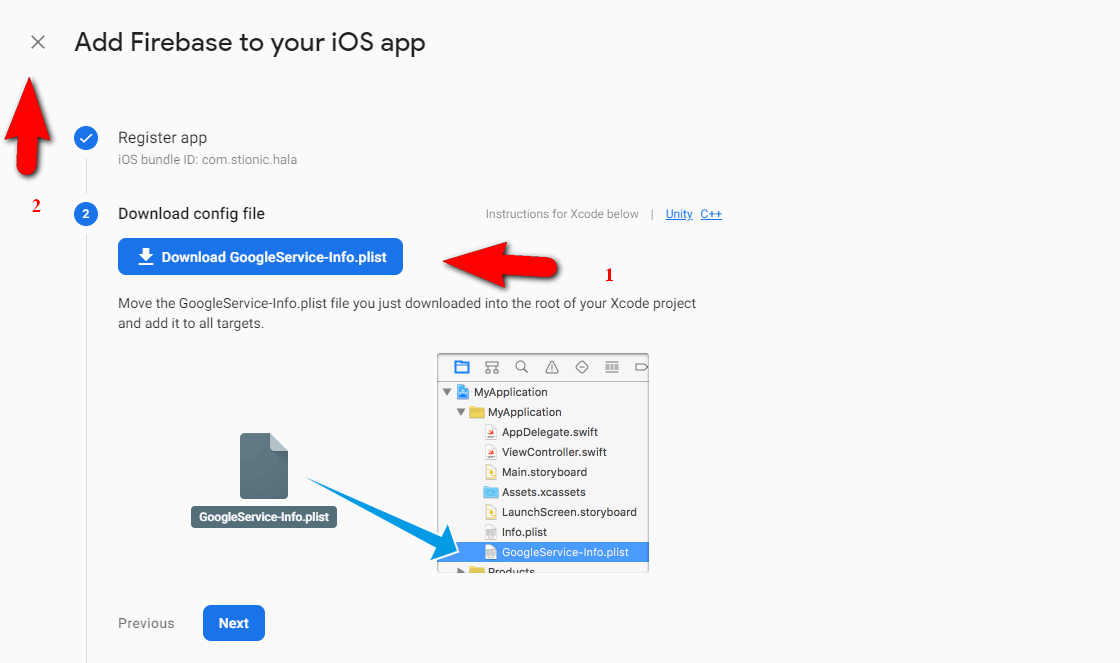 Add Firebase to your iOS app
Register app
iOS bundle ID: com.stionic.hala
2
2
Download config file
Instructions for Xcode below | Unity C++
Download GoogleService-Info.plist
1
Move the GoogleService-Info.plist file you just downloaded into the root of your Xcode project
and add it to all targets.
MyApplication
MyApplication
AppDelegate.swift
ViewController.swift
Main.storyboard
Assets.xcassets
LaunchScreen.storyboard
Info.plist
GoogleService-Info.plist
Products
GoogleService-Info.plist
Previous
Next